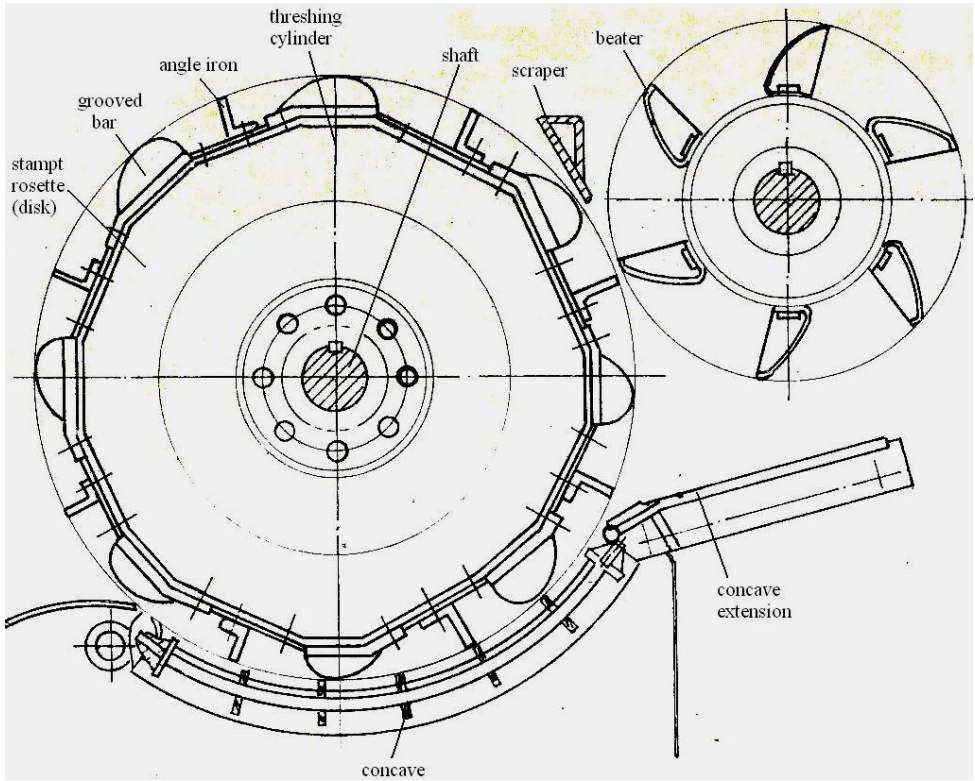 threshing
cylinder
shaft
beater
scraper
angle iron
grooved
bar
stampt
rosette
(disk)
concave
extension
concave